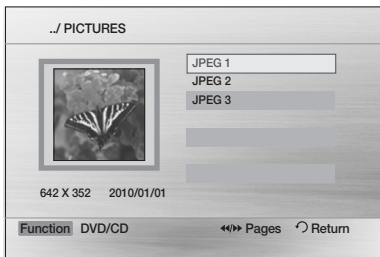 ../ PICTURES
JPEG 1
JPEG 2
JPEG 3
642 X 352 2010/01/01
Function DVD/CD ◀◀/▶▶ Pages ↶ Return